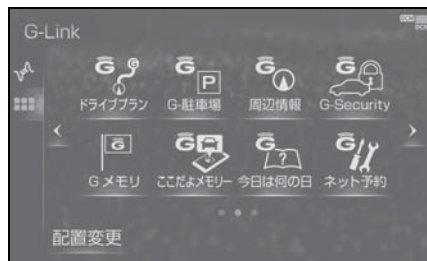 G-Link
ドライブプラン G-駐車場 周辺情報 G-Security
Gメモリ ここだよメモリー 今日は何の日 ネット予約
配置変更